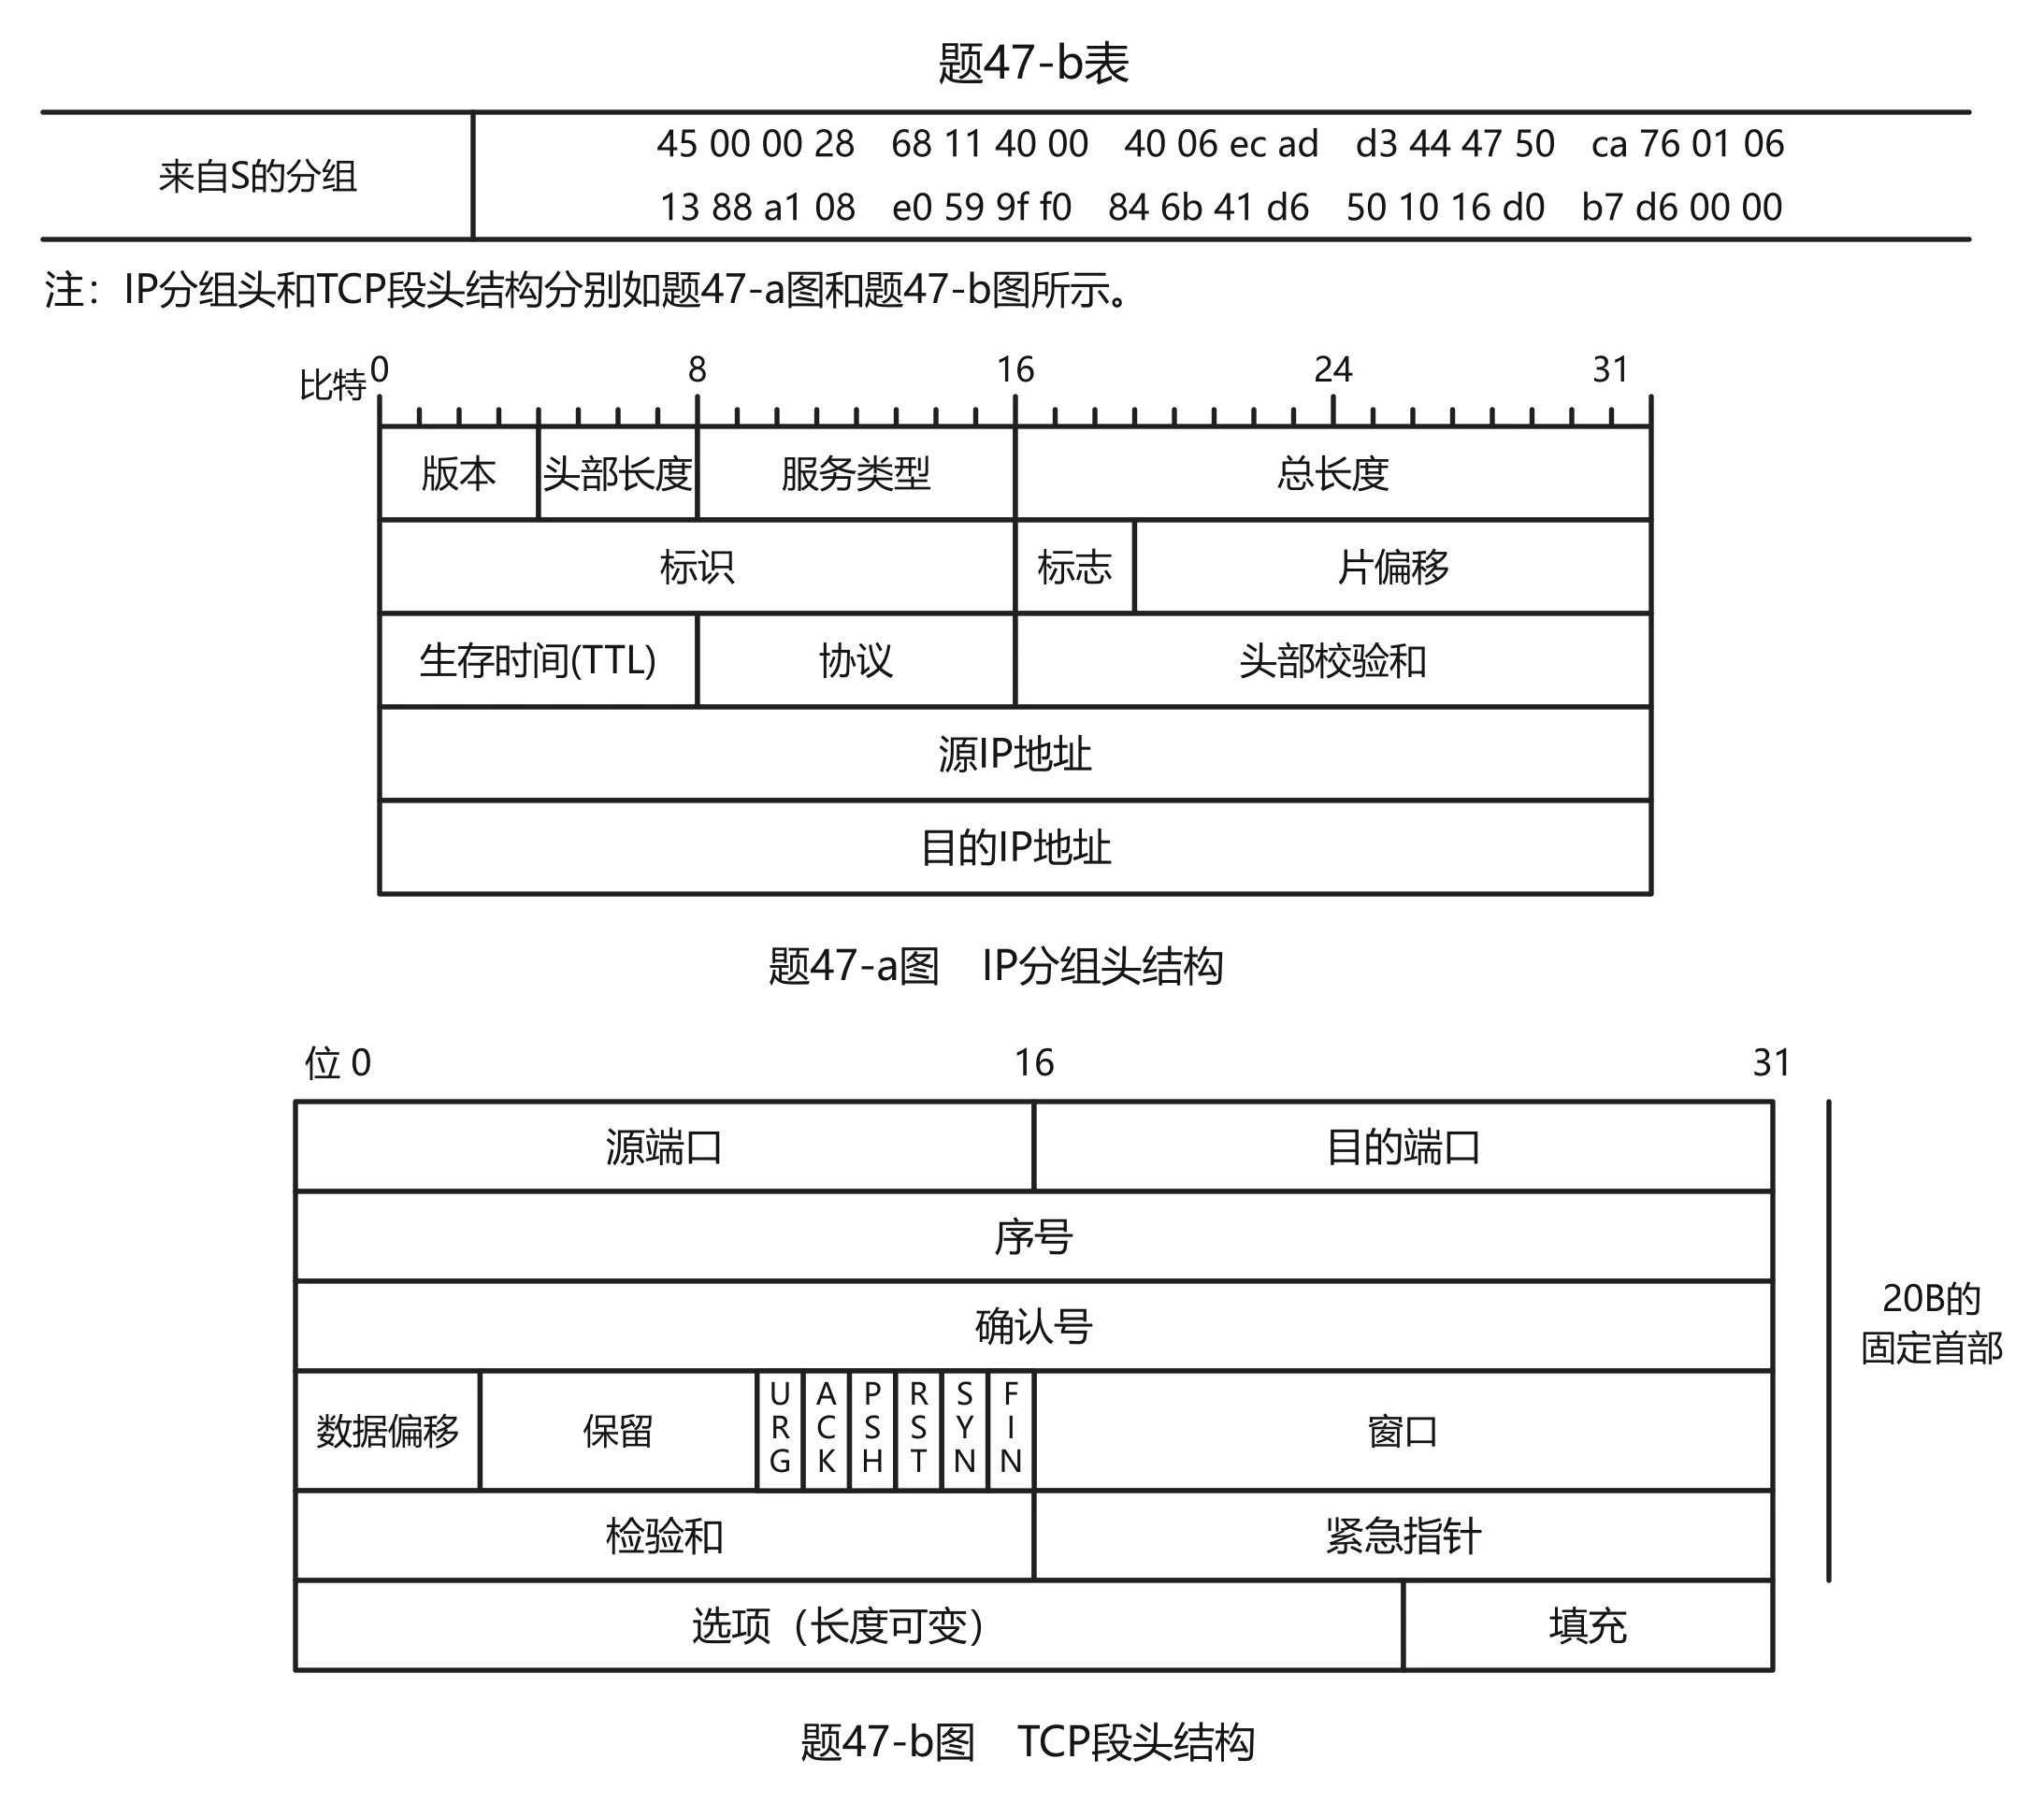 题47-b表
来自S的分组
45 00 00 28 68 11 40 00 40 06 ec ad d3 44 47 50 ca 76 01 06
13 88 a1 08 e0 59 9f f0 84 6b 41 d6 50 10 16 d0 b7 d6 00 00
注：IP分组头和TCP段头结构分别如题47-a图和题47-b图所示。
比特 0 8 16 24 31
版本 头部长度 服务类型 总长度
标识 标志 片偏移
生存时间(TTL) 协议 头部校验和
源IP地址
目的IP地址
题47-a图 IP分组头结构
位 0 16 31
源端口 目的端口
序号
确认号
数据偏移 保留 URG ACK PSH RST SYN FIN 窗口
检验和 紧急指针
选项（长度可变） 填充
20B的
固定首部
题47-b图 TCP段头结构